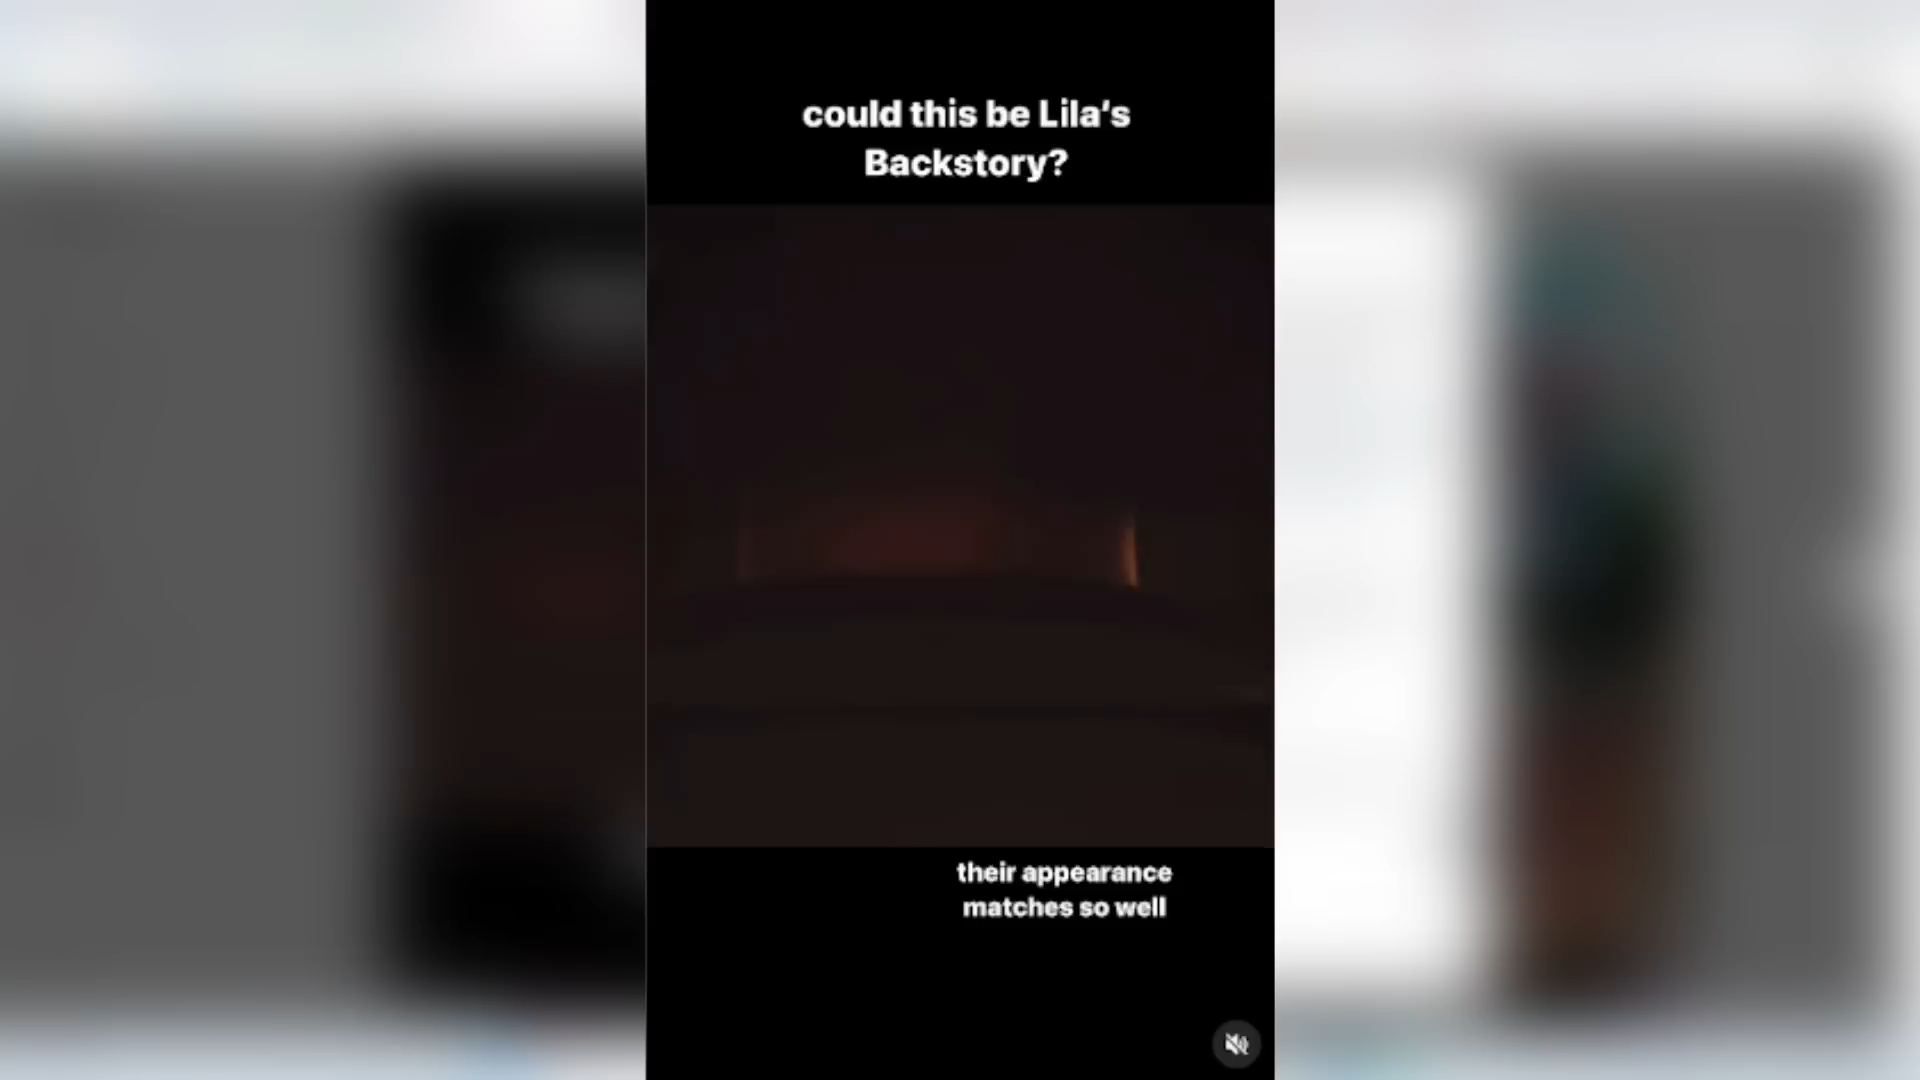 could this be Lila's
Backstory?
their appearance
matches so well